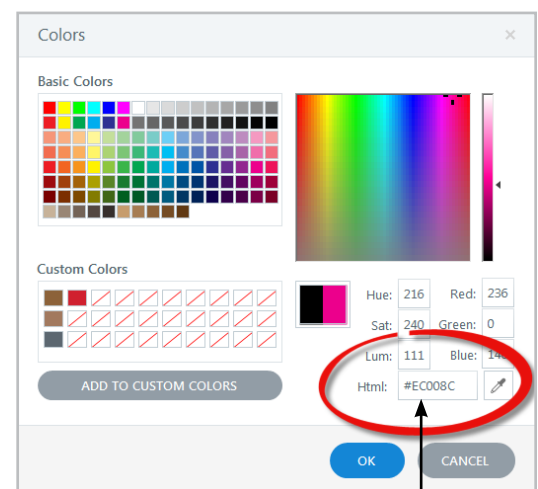 Colors
Basic Colors
Custom Colors
Hue: 216 Red: 236
Sat: 240 Green: 0
Lum: 111 Blue: 140
Html: #EC008C
ADD TO CUSTOM COLORS
OK CANCEL